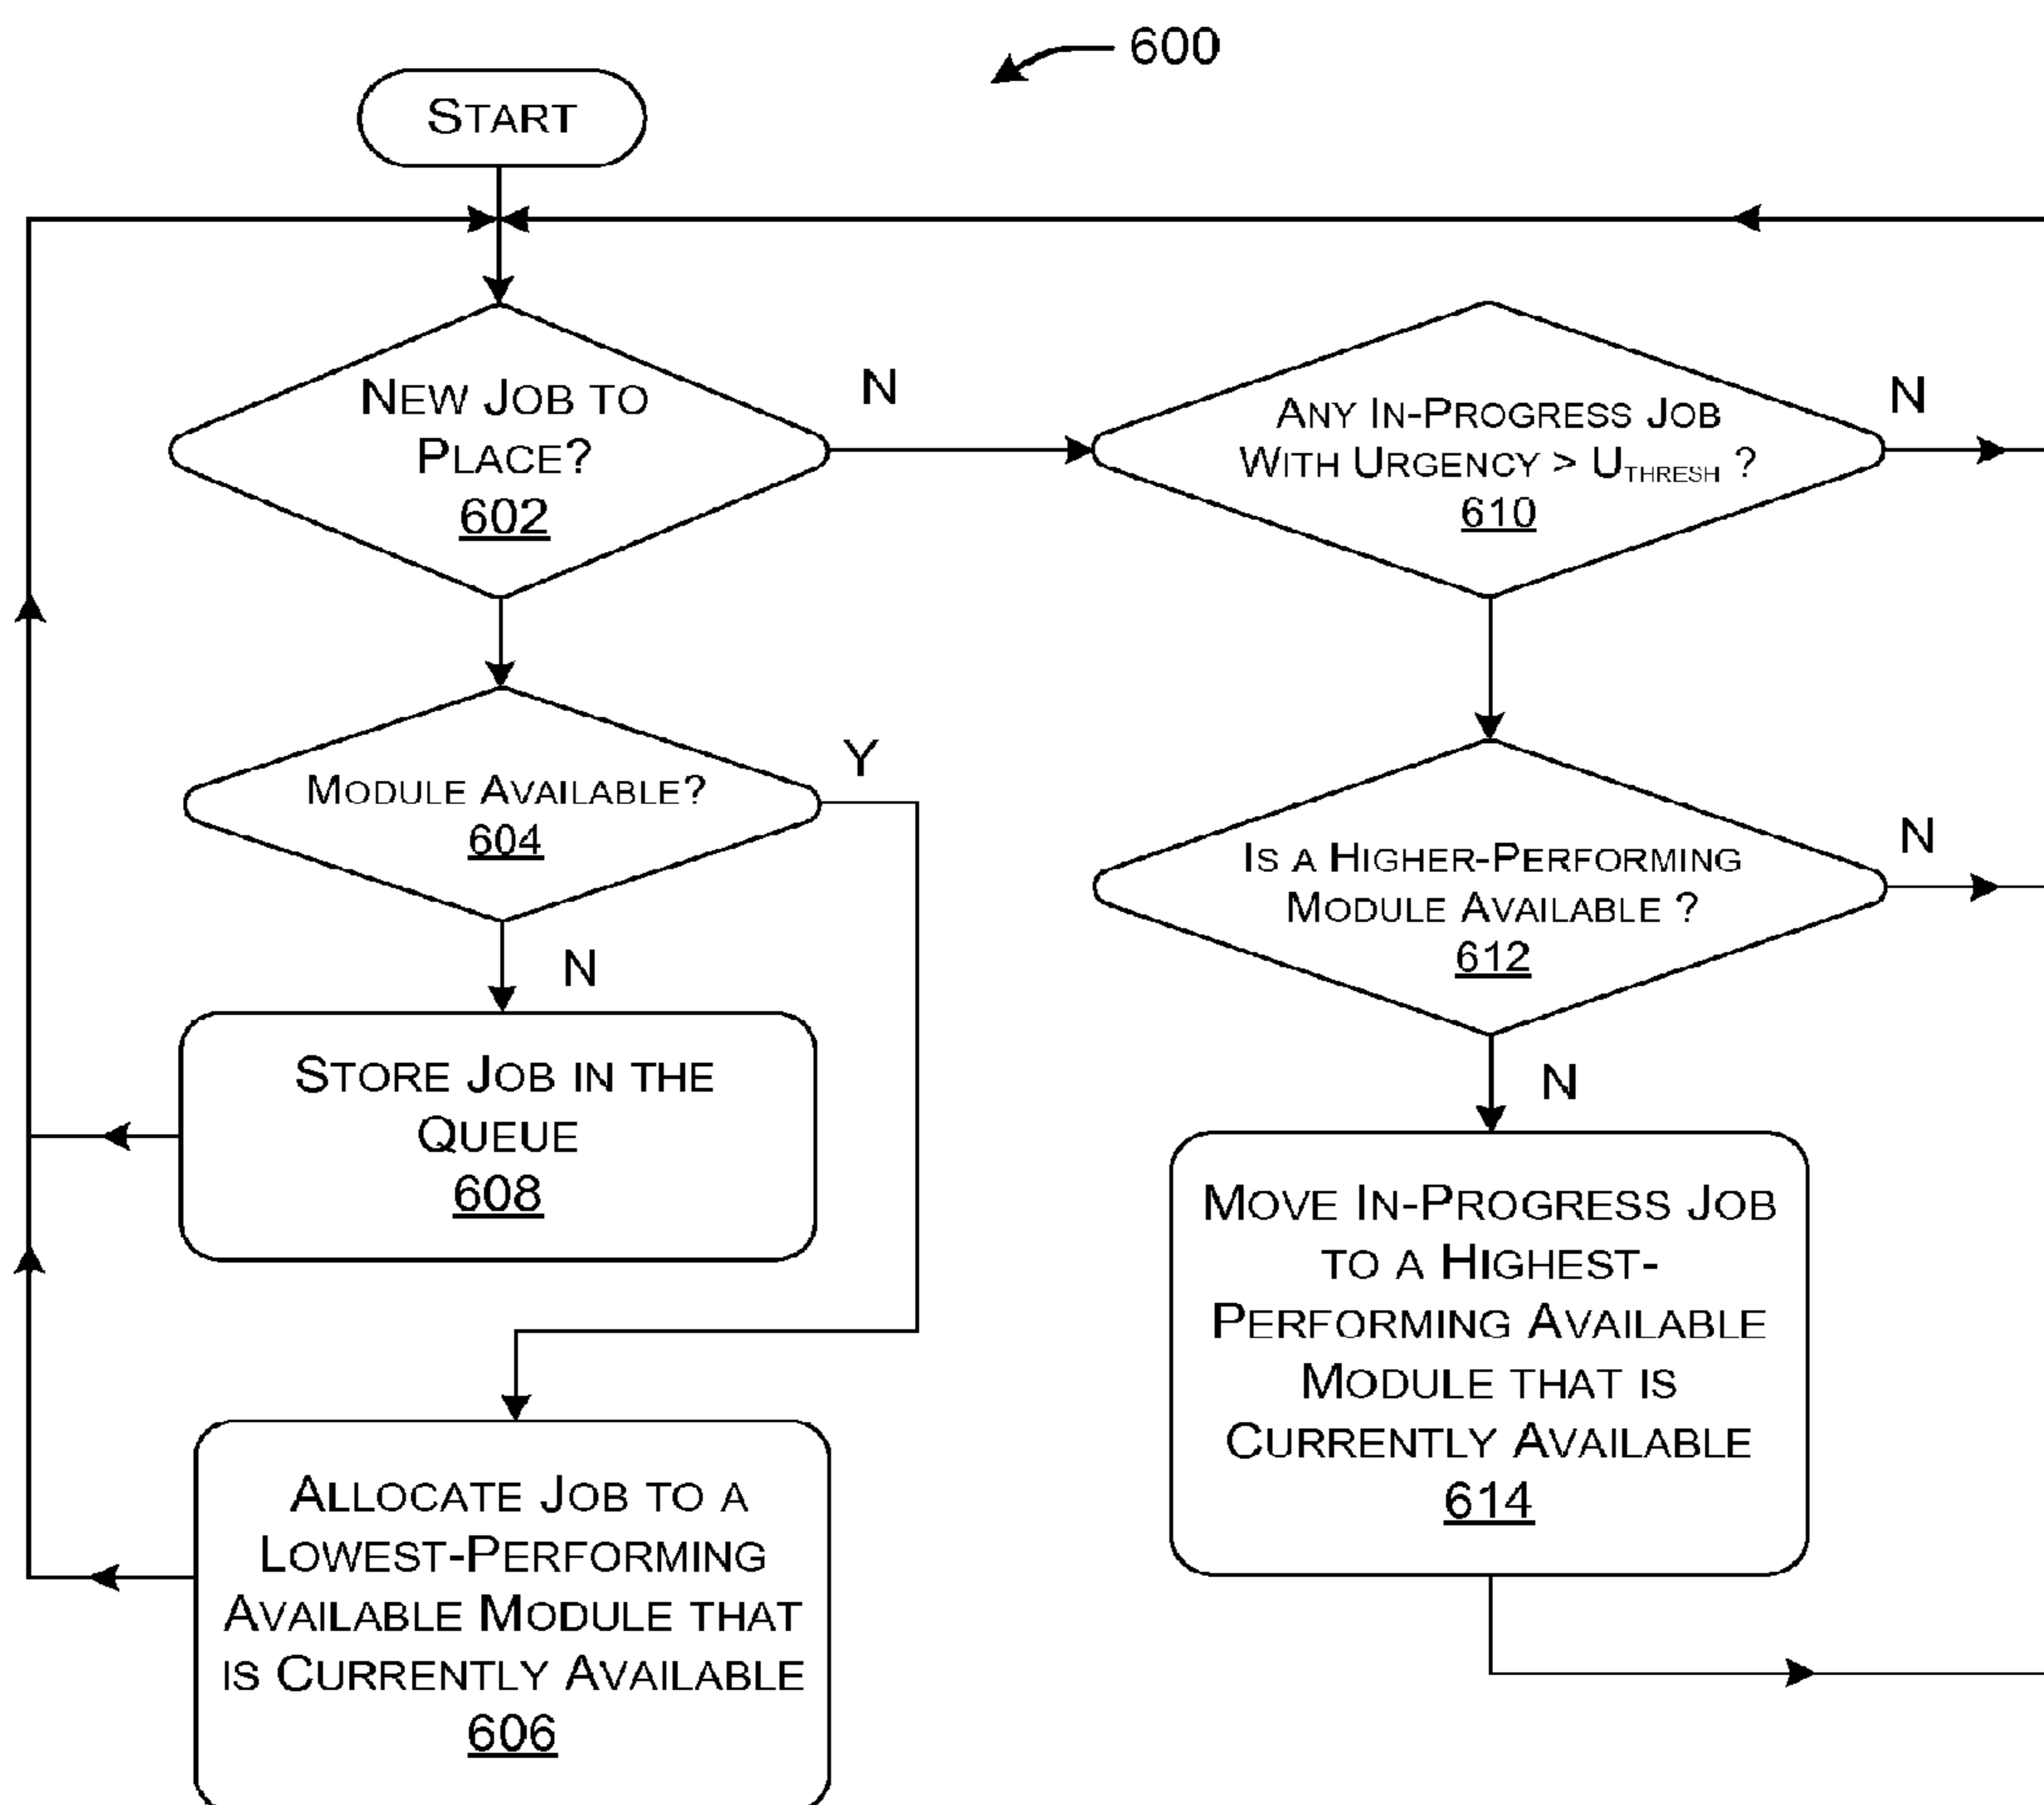 600
START
NEW JOB TO
PLACE?
602
N
ANY IN-PROGRESS JOB
WITH URGENCY > UTHRESH ?
610
N
MODULE AVAILABLE?
604
Y
N
IS A HIGHER-PERFORMING
MODULE AVAILABLE ?
612
N
N
STORE JOB IN THE
QUEUE
608
MOVE IN-PROGRESS JOB
TO A HIGHEST-
PERFORMING AVAILABLE
MODULE THAT IS
CURRENTLY AVAILABLE
614
ALLOCATE JOB TO A
LOWEST-PERFORMING
AVAILABLE MODULE THAT
IS CURRENTLY AVAILABLE
606